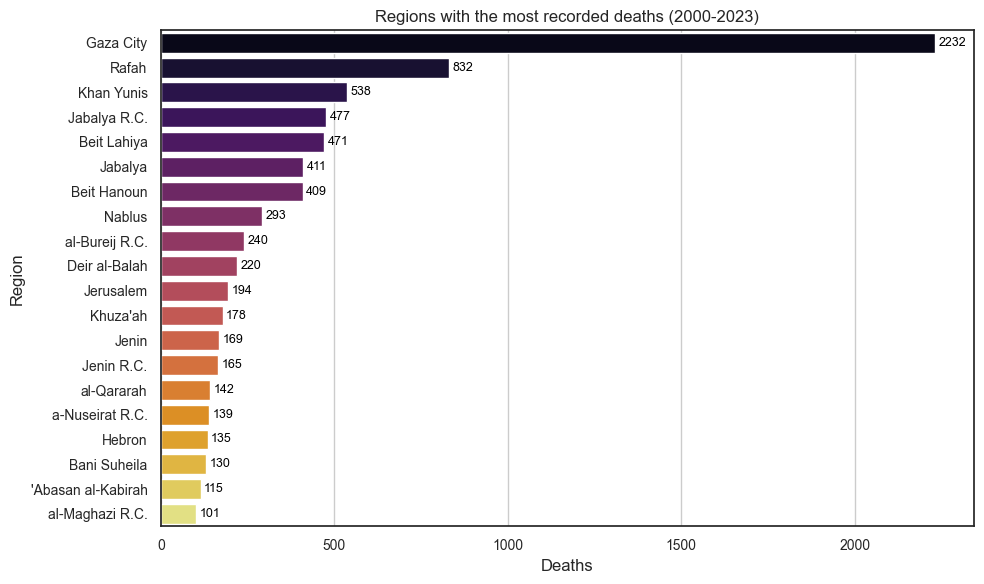 Regions with the most recorded deaths (2000-2023)
Gaza City 2232
Rafah 832
Khan Yunis 538
Jabalya R.C. 477
Beit Lahiya 471
Jabalya 411
Beit Hanoun 409
Nablus 293
al-Bureij R.C. 240
Deir al-Balah 220
Jerusalem 194
Khuza'ah 178
Jenin 169
Jenin R.C. 165
al-Qararah 142
a-Nuseirat R.C. 139
Hebron 135
Bani Suheila 130
'Abasan al-Kabirah 115
al-Maghazi R.C. 101
Region
0 500 1000 1500 2000
Deaths